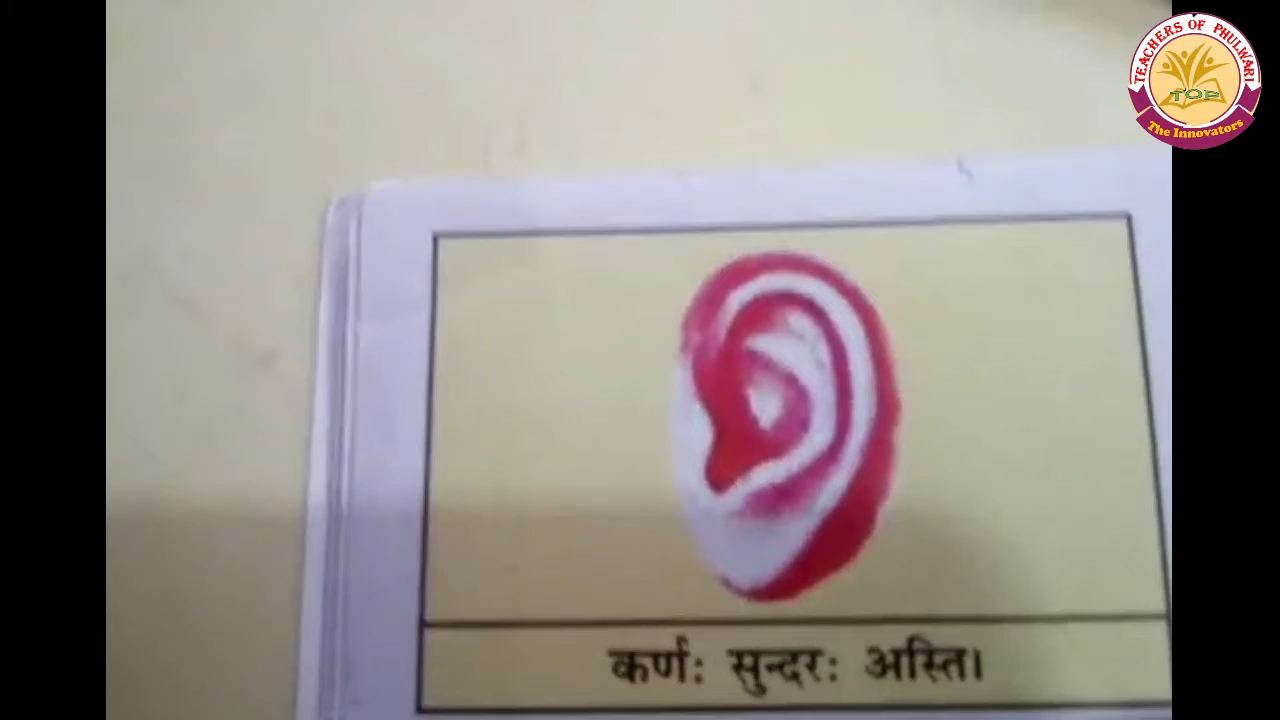 TEACHERS OF PHULWARI
TOP
The Innovators
कर्णः सुन्दरः अस्ति।